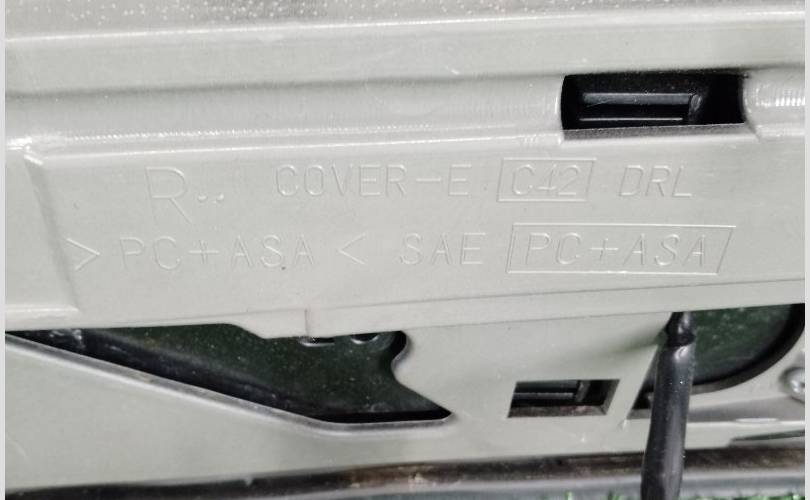 R·· COVER-E C42 DRL
>PC+ASA< SAE PC+ASA